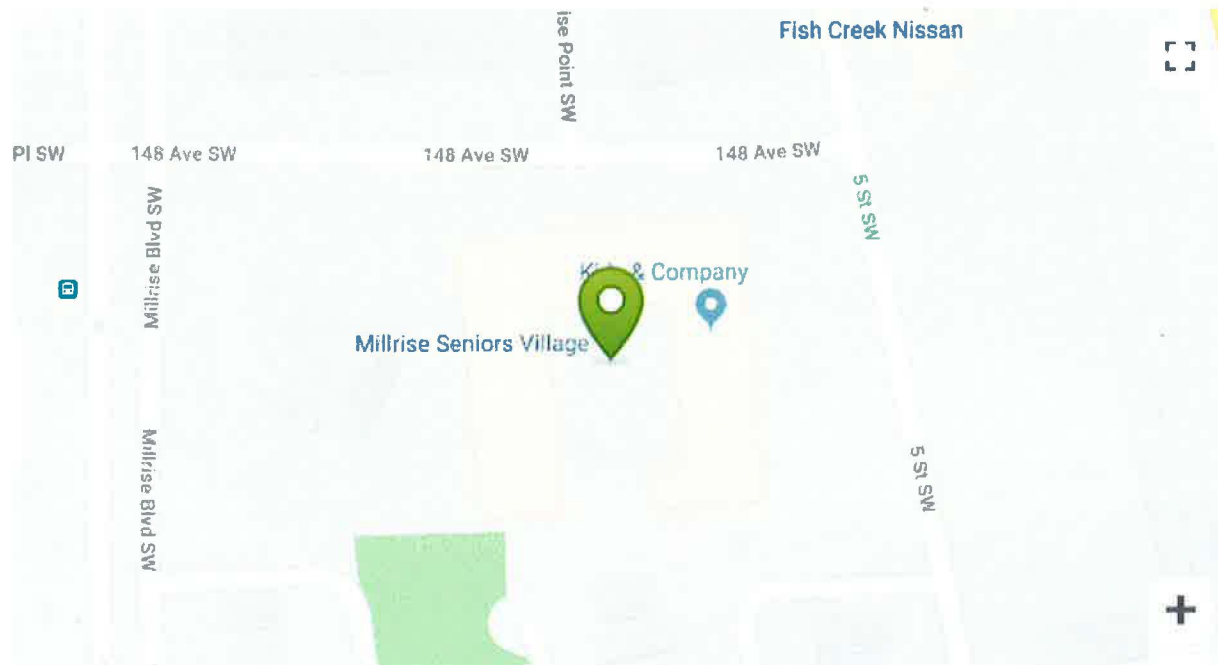 Fish Creek Nissan
ise Point SW
Pl SW
148 Ave SW
148 Ave SW
148 Ave SW
Millrise Blvd SW
5 St SW
& Company
Millrise Seniors Village
Millrise Blvd SW
5 St SW